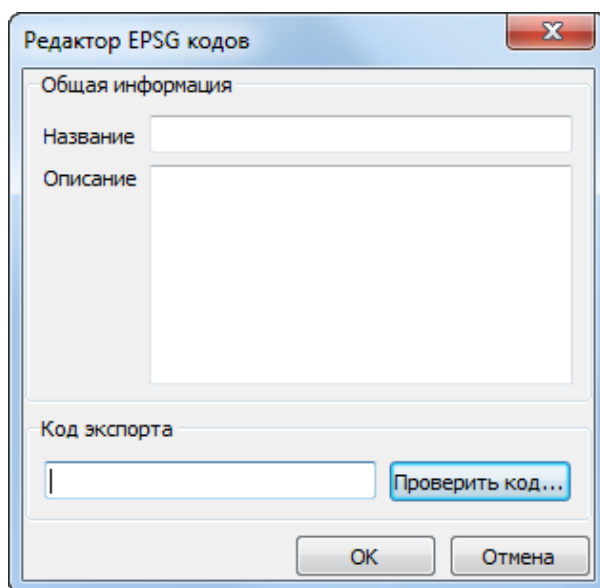 Редактор EPSG кодов
Общая информация
Название
Описание
Код экспорта
Проверить код...
OK
Отмена